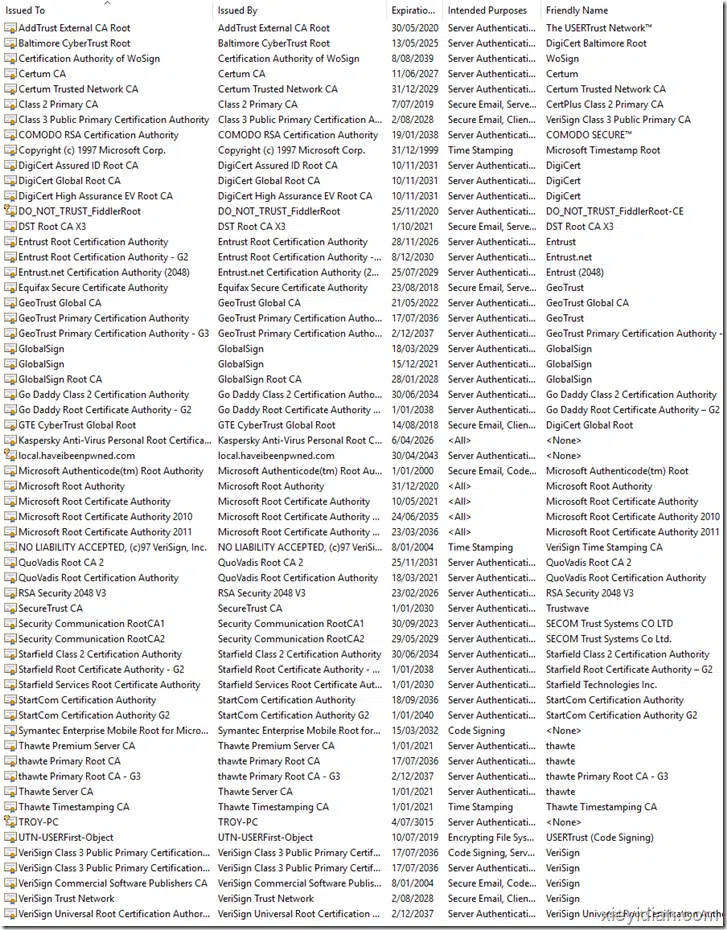 Issued To Issued By Expiratio... Intended Purposes Friendly Name
AddTrust External CA Root AddTrust External CA Root 30/05/2020 Server Authenticati... The USERTrust Network™
Baltimore CyberTrust Root Baltimore CyberTrust Root 13/05/2025 Server Authenticati... DigiCert Baltimore Root
Certification Authority of WoSign Certification Authority of WoSign 8/08/2039 Server Authenticati... WoSign
Certum CA Certum CA 11/06/2027 Server Authenticati... Certum
Certum Trusted Network CA Certum Trusted Network CA 31/12/2029 Server Authenticati... Certum Trusted Network CA
Class 2 Primary CA Class 2 Primary CA 7/07/2019 Secure Email, Serve... CertPlus Class 2 Primary CA
Class 3 Public Primary Certification Authority Class 3 Public Primary Certification A... 2/08/2028 Secure Email, Clien... VeriSign Class 3 Public Primary CA
COMODO RSA Certification Authority COMODO RSA Certification Authority 19/01/2038 Server Authenticati... COMODO SECURE™
Copyright (c) 1997 Microsoft Corp. Copyright (c) 1997 Microsoft Corp. 31/12/1999 Time Stamping Microsoft Timestamp Root
DigiCert Assured ID Root CA DigiCert Assured ID Root CA 10/11/2031 Server Authenticati... DigiCert
DigiCert Global Root CA DigiCert Global Root CA 10/11/2031 Server Authenticati... DigiCert
DigiCert High Assurance EV Root CA DigiCert High Assurance EV Root CA 10/11/2031 Server Authenticati... DigiCert
DO_NOT_TRUST_FiddlerRoot DO_NOT_TRUST_FiddlerRoot 25/11/2020 Server Authenticati... DO_NOT_TRUST_FiddlerRoot-CE
DST Root CA X3 DST Root CA X3 1/10/2021 Secure Email, Serve... DST Root CA X3
Entrust Root Certification Authority Entrust Root Certification Authority 28/11/2026 Server Authenticati... Entrust
Entrust Root Certification Authority - G2 Entrust Root Certification Authority -... 8/12/2030 Server Authenticati... Entrust.net
Entrust.net Certification Authority (2048) Entrust.net Certification Authority (2... 25/07/2029 Server Authenticati... Entrust (2048)
Equifax Secure Certificate Authority Equifax Secure Certificate Authority 23/08/2018 Secure Email, Serve... GeoTrust
GeoTrust Global CA GeoTrust Global CA 21/05/2022 Server Authenticati... GeoTrust Global CA
GeoTrust Primary Certification Authority GeoTrust Primary Certification Autho... 17/07/2036 Server Authenticati... GeoTrust
GeoTrust Primary Certification Authority - G3 GeoTrust Primary Certification Autho... 2/12/2037 Server Authenticati... GeoTrust Primary Certification Authority -
GlobalSign GlobalSign 18/03/2029 Server Authenticati... GlobalSign
GlobalSign GlobalSign 15/12/2021 Server Authenticati... GlobalSign
GlobalSign Root CA GlobalSign Root CA 28/01/2028 Server Authenticati... GlobalSign
Go Daddy Class 2 Certification Authority Go Daddy Class 2 Certification Autho... 30/06/2034 Server Authenticati... Go Daddy Class 2 Certification Authority
Go Daddy Root Certificate Authority - G2 Go Daddy Root Certificate Authority ... 1/01/2038 Server Authenticati... Go Daddy Root Certificate Authority – G2
GTE CyberTrust Global Root GTE CyberTrust Global Root 14/08/2018 Secure Email, Clien... DigiCert Global Root
Kaspersky Anti-Virus Personal Root Certifica... Kaspersky Anti-Virus Personal Root C... 6/04/2026 <All> <None>
local.haveibeenpwned.com local.haveibeenpwned.com 30/04/2043 Server Authenticati... <None>
Microsoft Authenticode(tm) Root Authority Microsoft Authenticode(tm) Root Au... 1/01/2000 Secure Email, Code... Microsoft Authenticode(tm) Root
Microsoft Root Authority Microsoft Root Authority 31/12/2020 <All> Microsoft Root Authority
Microsoft Root Certificate Authority Microsoft Root Certificate Authority 10/05/2021 <All> Microsoft Root Certificate Authority
Microsoft Root Certificate Authority 2010 Microsoft Root Certificate Authority ... 24/06/2035 <All> Microsoft Root Certificate Authority 2010
Microsoft Root Certificate Authority 2011 Microsoft Root Certificate Authority ... 23/03/2036 <All> Microsoft Root Certificate Authority 2011
NO LIABILITY ACCEPTED, (c)97 VeriSign, Inc. NO LIABILITY ACCEPTED, (c)97 VeriSi... 8/01/2004 Time Stamping VeriSign Time Stamping CA
QuoVadis Root CA 2 QuoVadis Root CA 2 25/11/2031 Server Authenticati... QuoVadis Root CA 2
QuoVadis Root Certification Authority QuoVadis Root Certification Authority 18/03/2021 Server Authenticati... QuoVadis Root Certification Authority
RSA Security 2048 V3 RSA Security 2048 V3 23/02/2026 Server Authenticati... RSA Security 2048 V3
SecureTrust CA SecureTrust CA 1/01/2030 Server Authenticati... Trustwave
Security Communication RootCA1 Security Communication RootCA1 30/09/2023 Server Authenticati... SECOM Trust Systems CO LTD
Security Communication RootCA2 Security Communication RootCA2 29/05/2029 Server Authenticati... SECOM Trust Systems Co Ltd.
Starfield Class 2 Certification Authority Starfield Class 2 Certification Authority 30/06/2034 Server Authenticati... Starfield Class 2 Certification Authority
Starfield Root Certificate Authority - G2 Starfield Root Certificate Authority - ... 1/01/2038 Server Authenticati... Starfield Root Certificate Authority – G2
Starfield Services Root Certificate Authority Starfield Services Root Certificate Aut... 1/01/2030 Server Authenticati... Starfield Technologies Inc.
StartCom Certification Authority StartCom Certification Authority 18/09/2036 Server Authenticati... StartCom Certification Authority
StartCom Certification Authority G2 StartCom Certification Authority G2 1/01/2040 Server Authenticati... StartCom Certification Authority G2
Symantec Enterprise Mobile Root for Micro... Symantec Enterprise Mobile Root for... 15/03/2032 Code Signing <None>
Thawte Premium Server CA Thawte Premium Server CA 1/01/2021 Server Authenticati... thawte
thawte Primary Root CA thawte Primary Root CA 17/07/2036 Server Authenticati... thawte
thawte Primary Root CA - G3 thawte Primary Root CA - G3 2/12/2037 Server Authenticati... thawte Primary Root CA - G3
Thawte Server CA Thawte Server CA 1/01/2021 Server Authenticati... thawte
Thawte Timestamping CA Thawte Timestamping CA 1/01/2021 Time Stamping Thawte Timestamping CA
TROY-PC TROY-PC 4/07/3015 Server Authenticati... <None>
UTN-USERFirst-Object UTN-USERFirst-Object 10/07/2019 Encrypting File Sys... USERTrust (Code Signing)
VeriSign Class 3 Public Primary Certification... VeriSign Class 3 Public Primary Certif... 17/07/2036 Code Signing, Serv... VeriSign
VeriSign Class 3 Public Primary Certification... VeriSign Class 3 Public Primary Certif... 17/07/2036 Server Authenticati... VeriSign
VeriSign Commercial Software Publishers CA VeriSign Commercial Software Publis... 8/01/2004 Secure Email, Code... VeriSign
VeriSign Trust Network VeriSign Trust Network 2/08/2028 Secure Email, Clien... VeriSign
VeriSign Universal Root Certification Author... VeriSign Universal Root Certification ... 2/12/2037 Server Authenticati... VeriSign Universal Root Certification Auth
xieyidian.com